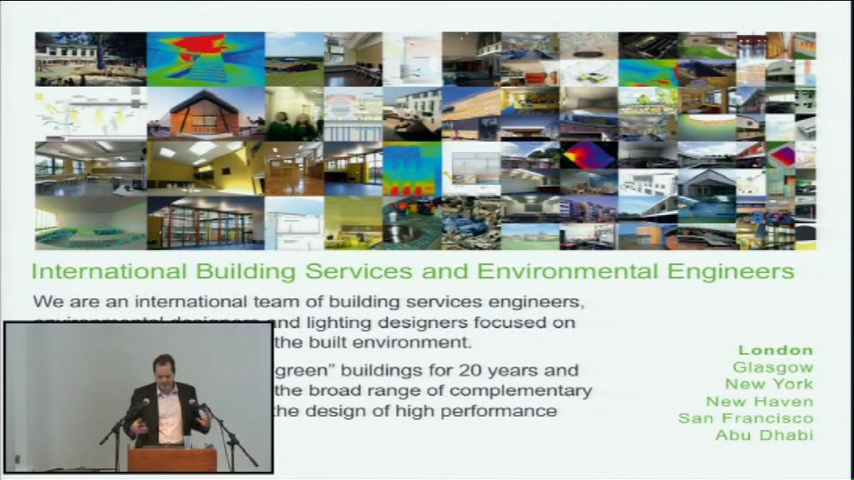 International Building Services and Environmental Engineers
We are an international team of building services engineers,
environmental designers and lighting designers focused on
the built environment.
green” buildings for 20 years and
the broad range of complementary
the design of high performance
London
Glasgow
New York
New Haven
San Francisco
Abu Dhabi